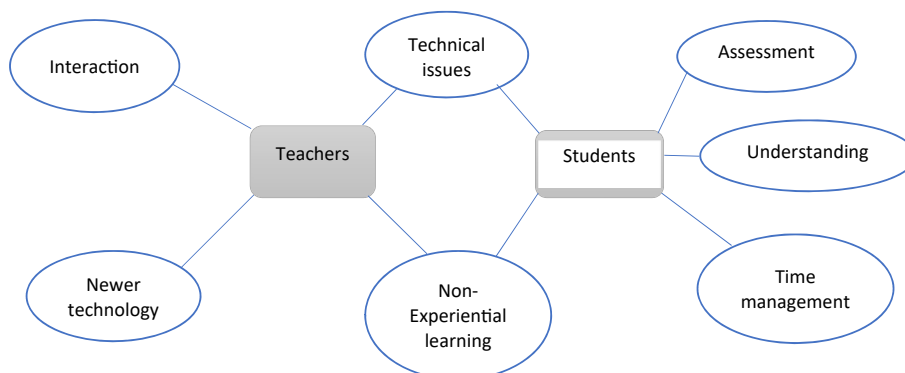 Interaction
Technical
issues
Assessment
Teachers
Students
Understanding
Newer
technology
Non-
Experiential
learning
Time
management